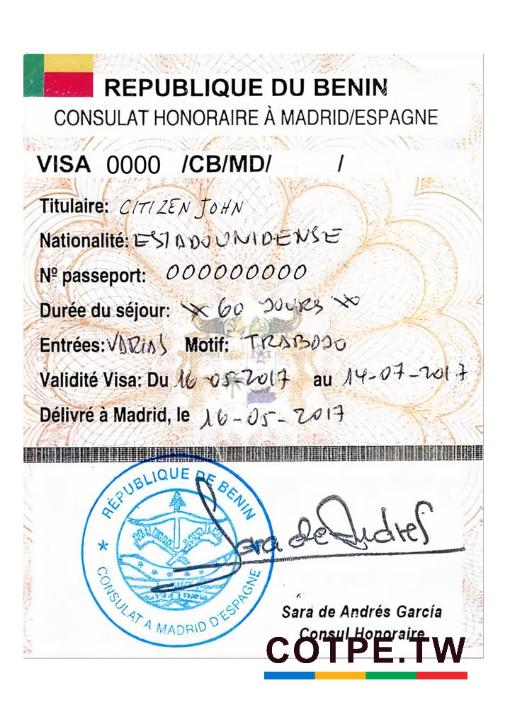 REPUBLIQUE DU BENIN
CONSULAT HONORAIRE À MADRID/ESPAGNE
VISA 0000 /CB/MD/ /
Titulaire: CITIZEN JOHN
Nationalité: ESTADOUNIDENSE
Nº passeport: 000000000
Durée du séjour: 60 JOURS
Entrées: VARIAS Motif: TRABAJO
Validité Visa: Du 16-05-2017 au 14-07-2017
Délivré à Madrid, le 16-05-2017
RÉPUBLIQUE DE BENIN
CONSULAT A MADRID D'ESPAGNE
Sara de Andrés
Sara de Andrés García
Consul Honoraire
COTPE.TW